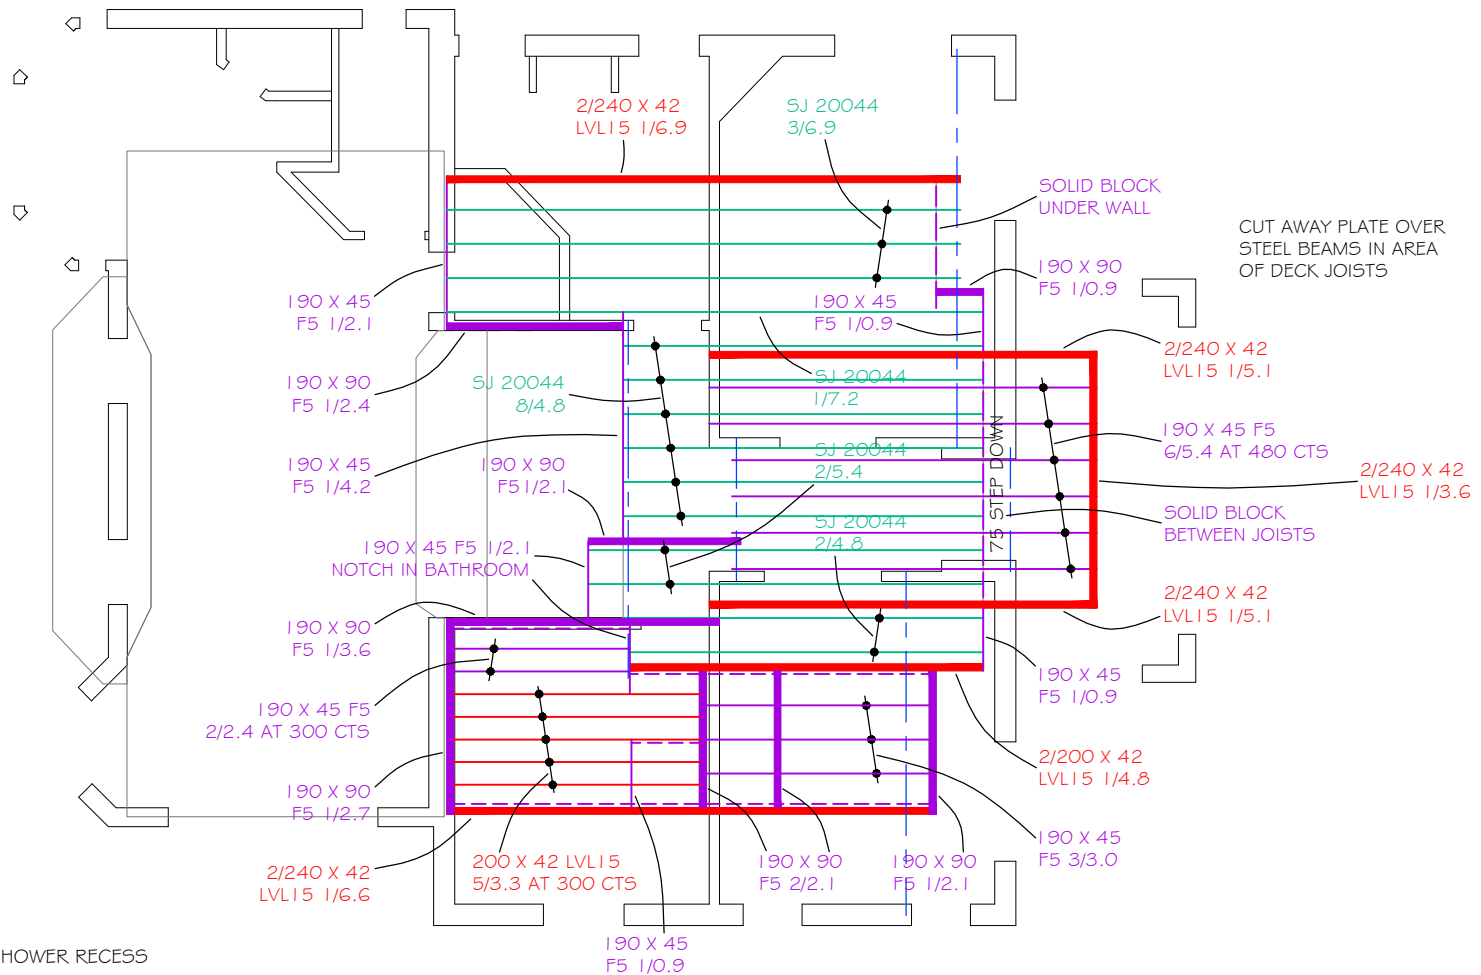 2/240 X 42
LVL15 1/6.9
SJ 20044
3/6.9
SOLID BLOCK
UNDER WALL
CUT AWAY PLATE OVER
STEEL BEAMS IN AREA
OF DECK JOISTS
190 X 90
F5 1/0.9
190 X 45
F5 1/2.1
190 X 45
F5 1/0.9
2/240 X 42
LVL15 1/5.1
190 X 90
F5 1/2.4
SJ 20044
8/4.8
SJ 20044
1/7.2
190 X 45 F5
6/5.4 AT 480 CTS
190 X 45
F5 1/4.2
190 X 90
F51/2.1
SJ 20044
2/5.4
75 STEP DOWN
2/240 X 42
LVL15 1/3.6
SOLID BLOCK
BETWEEN JOISTS
190 X 45 F5 1/2.1
NOTCH IN BATHROOM
SJ 20044
2/4.8
2/240 X 42
LVL15 1/5.1
190 X 90
F5 1/3.6
190 X 45
F5 1/0.9
190 X 45 F5
2/2.4 AT 300 CTS
2/200 X 42
LVL15 1/4.8
190 X 90
F5 1/2.7
190 X 45
F5 3/3.0
2/240 X 42
LVL15 1/6.6
200 X 42 LVL15
5/3.3 AT 300 CTS
190 X 90
F5 2/2.1
190 X 90
F5 1/2.1
190 X 45
F5 1/0.9
HOWER RECESS